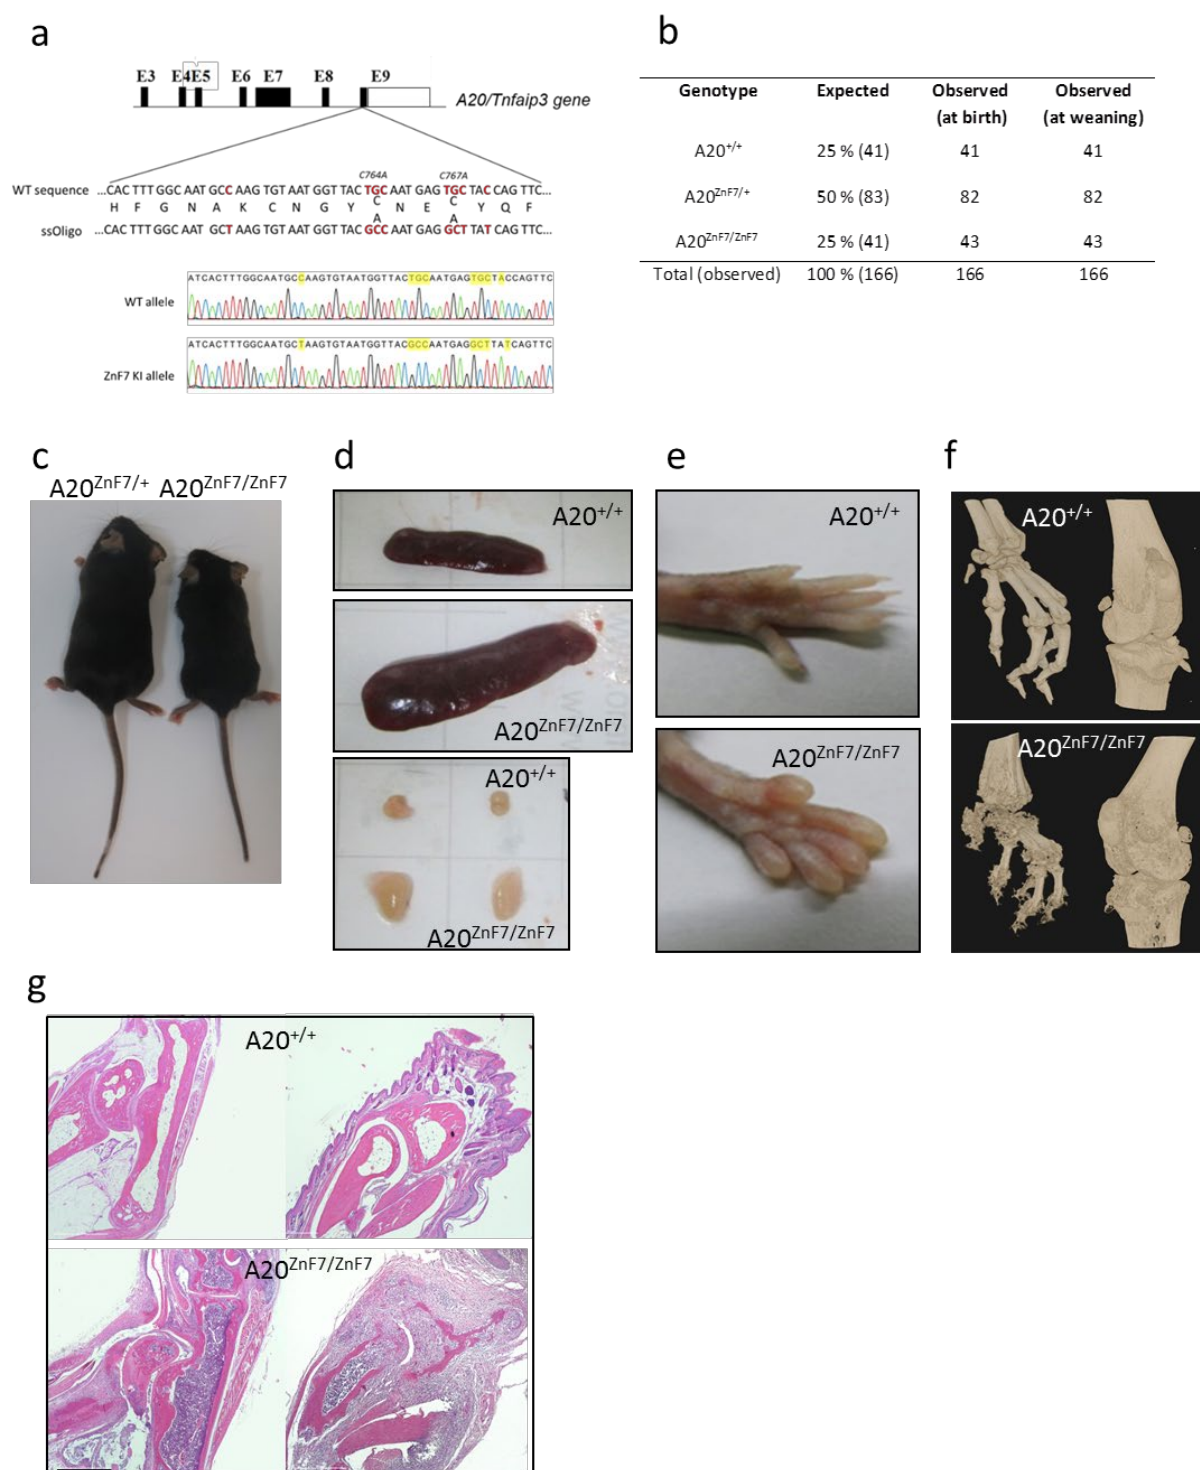 a
E3 E4E5 E6 E7 E8 E9
A20/Tnfaip3 gene
C764A C767A
WT sequence ...CAC TTT GGC AAT GCC AAG TGT AAT GGT TAC TGC AAT GAG TGC TAC CAG TTC...
H F G N A K C N G Y C N E C Y Q F
A A
ssOligo ...CAC TTT GGC AAT GCT AAG TGT AAT GGT TAC GCC AAT GAG GCT TAT CAG TTC...
ATCACTTTGGCAATGCCAAGTGTAATGGTTACTGCAATGAGTGCTACCAGTTC
WT allele
ATCACTTTGGCAATGCTAAGTGTAATGGTTACGCCAATGAGGCTTATCAGTTC
ZnF7 KI allele
b
Genotype Expected Observed (at birth) Observed (at weaning)
A20+/+ 25 % (41) 41 41
A20ZnF7/+ 50 % (83) 82 82
A20ZnF7/ZnF7 25 % (41) 43 43
Total (observed) 100 % (166) 166 166
c
A20ZnF7/+ A20ZnF7/ZnF7
d
A20+/+
A20ZnF7/ZnF7
A20+/+
A20ZnF7/ZnF7
e
A20+/+
A20ZnF7/ZnF7
f
A20+/+
A20ZnF7/ZnF7
g
A20+/+
A20ZnF7/ZnF7